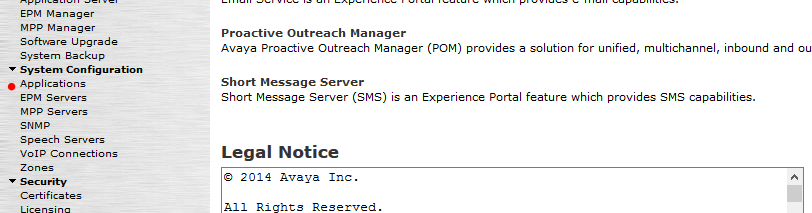 Application Server
EPM Manager
MPP Manager
Software Upgrade
System Backup
System Configuration
Applications
EPM Servers
MPP Servers
SNMP
Speech Servers
VoIP Connections
Zones
Security
Certificates
Licensing
Email Service is an Experience Portal feature which provides e-mail capabilities.
Proactive Outreach Manager
Avaya Proactive Outreach Manager (POM) provides a solution for unified, multichannel, inbound and ou
Short Message Server
Short Message Server (SMS) is an Experience Portal feature which provides SMS capabilities.
Legal Notice
© 2014 Avaya Inc.
All Rights Reserved.